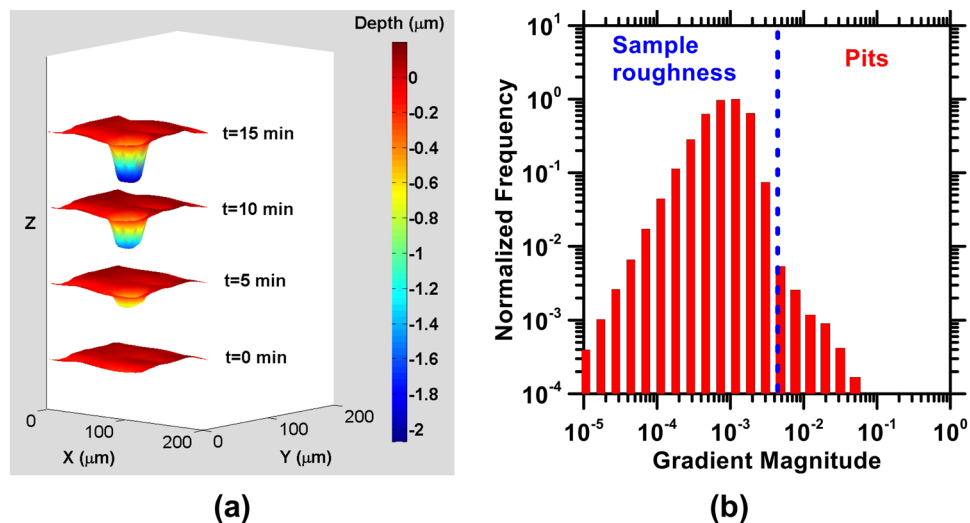 Depth (μm)
0
-0.2
-0.4
-0.6
-0.8
-1
-1.2
-1.4
-1.6
-1.8
-2
t=15 min
t=10 min
t=5 min
t=0 min
Z
0
100
200
X (μm)
0
100
200
Y (μm)
(a)
Sample
roughness
Pits
Normalized Frequency
10^1
10^0
10^-1
10^-2
10^-3
10^-4
10^-5 10^-4 10^-3 10^-2 10^-1 10^0
Gradient Magnitude
(b)